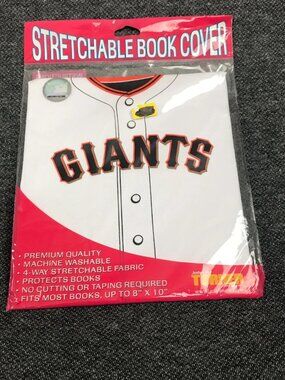 STRETCHABLE BOOK COVER
GIANTS
• PREMIUM QUALITY
• MACHINE WASHABLE
• 4-WAY STRETCHABLE FABRIC
• PROTECTS BOOKS
• NO CUTTING OR TAPING REQUIRED
• FITS MOST BOOKS, UP TO 8" X 10"
TURNER